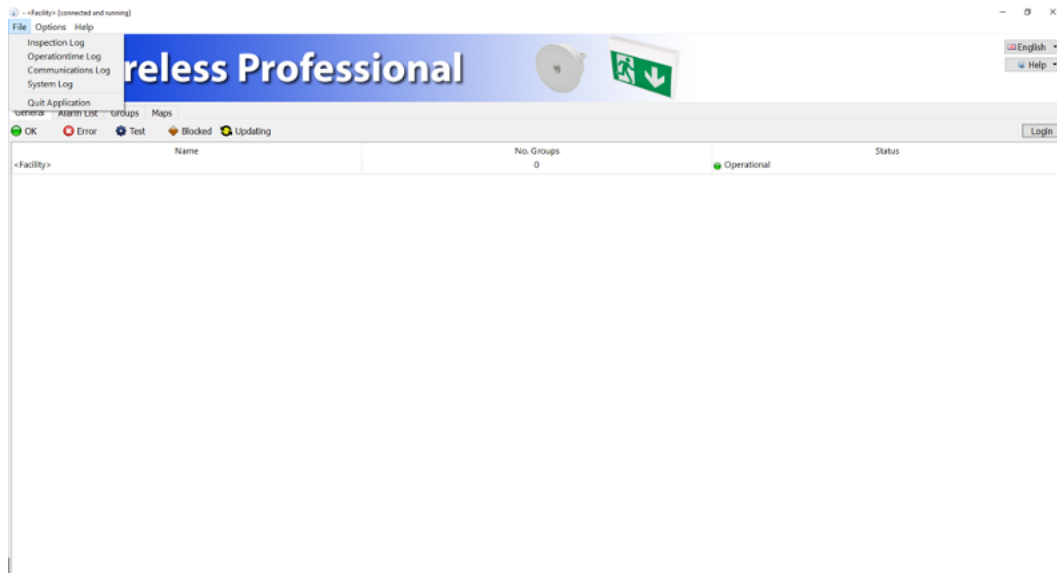 - <Facility> [connected and running]
File Options Help
Inspection Log
Operationtime Log
Communications Log
System Log
Quit Application
reless Professional
English
Help
General Alarm List Groups Maps
OK Error Test Blocked Updating
Login
Name No. Groups Status
<Facility> 0 Operational